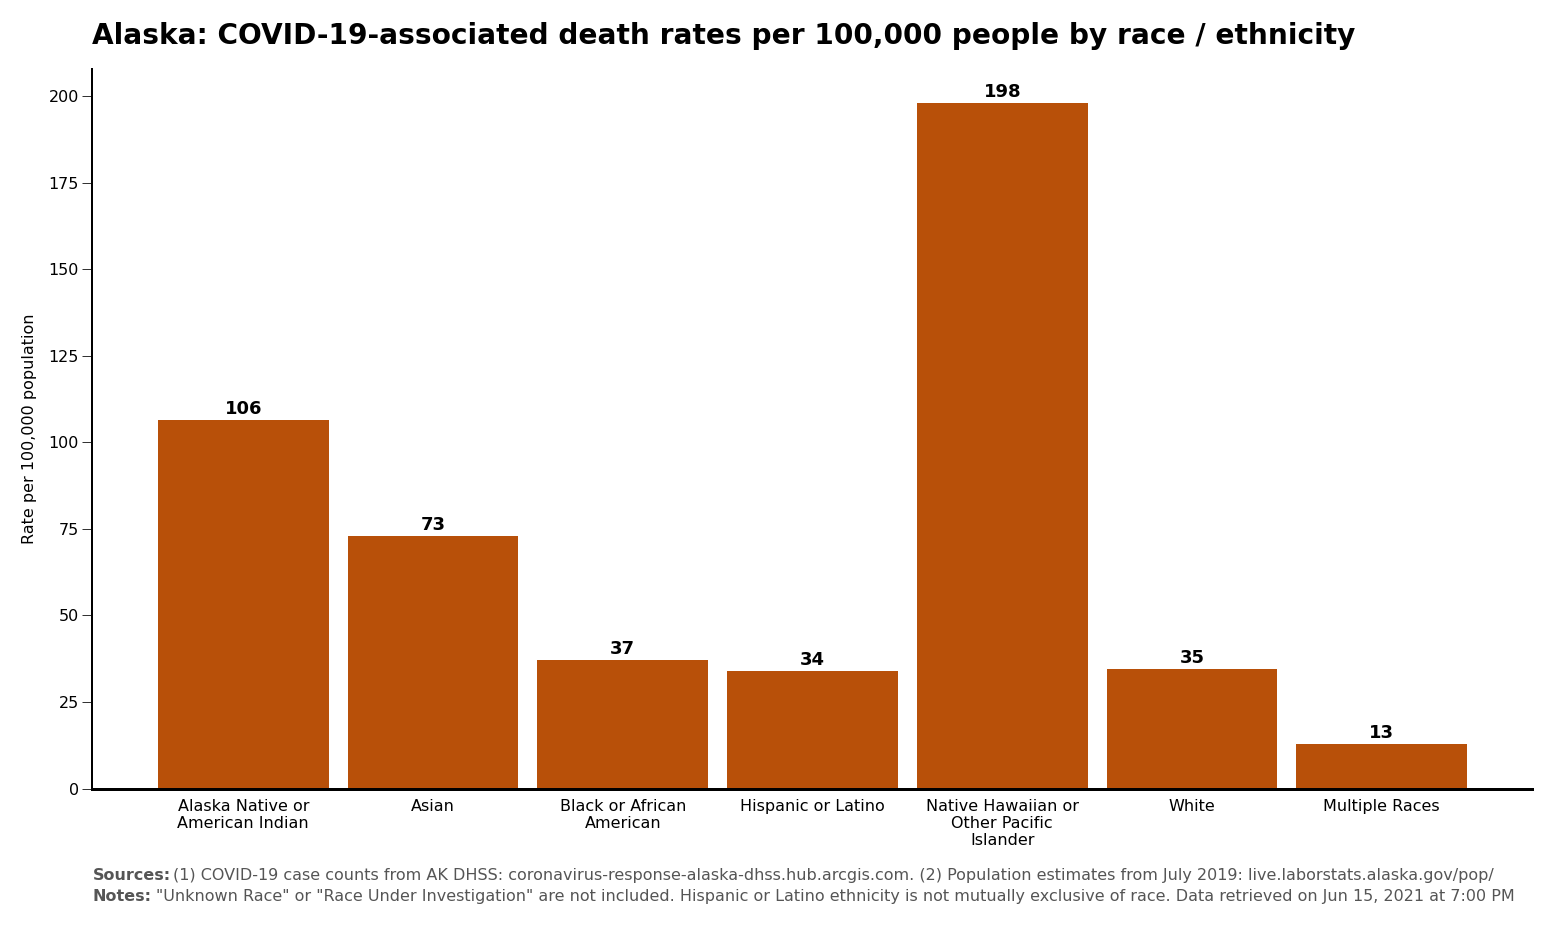 Alaska: COVID-19-associated death rates per 100,000 people by race / ethnicity
Rate per 100,000 population
200
175
150
125
100
75
50
25
0
106
73
37
34
198
35
13
Alaska Native or
American Indian
Asian
Black or African
American
Hispanic or Latino
Native Hawaiian or
Other Pacific
Islander
White
Multiple Races
Sources: (1) COVID-19 case counts from AK DHSS: coronavirus-response-alaska-dhss.hub.arcgis.com. (2) Population estimates from July 2019: live.laborstats.alaska.gov/pop/
Notes: "Unknown Race" or "Race Under Investigation" are not included. Hispanic or Latino ethnicity is not mutually exclusive of race. Data retrieved on Jun 15, 2021 at 7:00 PM